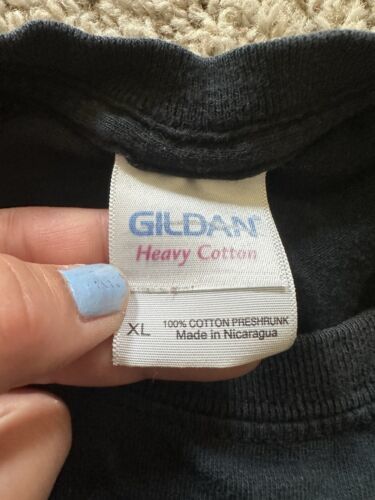 GILDAN®
Heavy Cotton
XL 100% COTTON PRESHRUNK
Made in Nicaragua